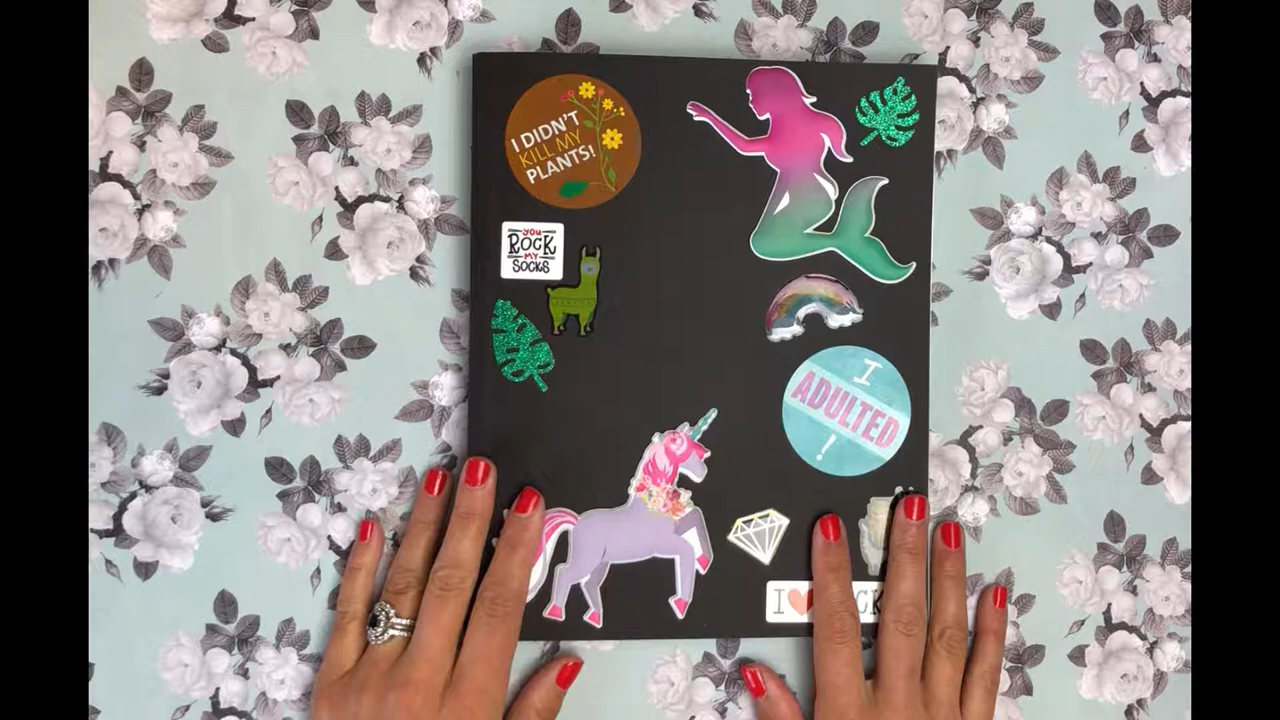 I DIDN'T
KILL MY
PLANTS!
YOU
ROCK
MY
SOCKS
I
ADULTED
!
I